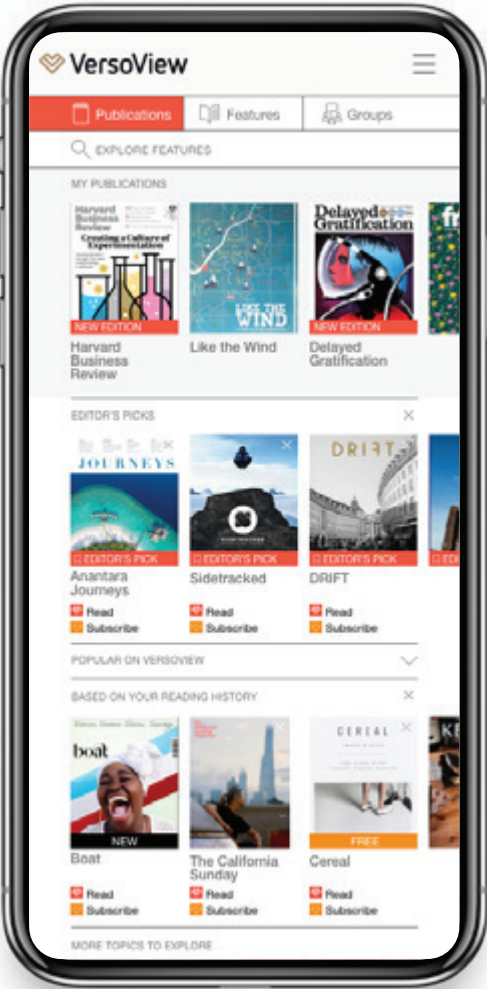 VersoView
Publications
Features
Groups
EXPLORE FEATURES
MY PUBLICATIONS
Harvard
Business
Review
Creating a Culture of
Experimentation
NEW EDITION
LIKE THE
WIND
Delayed
Gratification
NEW EDITION
Harvard
Business
Review
Like the Wind
Delayed
Gratification
EDITOR'S PICKS
JOURNEYS
EDITOR'S PICK
SIDETRACKED
EDITOR'S PICK
DRIFT
EDITOR'S PICK
EDI
Anantara
Journeys
Sidetracked
DRIFT
Read
Subscribe
Read
Subscribe
Read
Subscribe
POPULAR ON VERSOVIEW
BASED ON YOUR READING HISTORY
boat
NEW
CEREAL
FREE
KE
Boat
The California
Sunday
Cereal
Read
Subscribe
Read
Subscribe
Read
Subscribe
MORE TOPICS TO EXPLORE